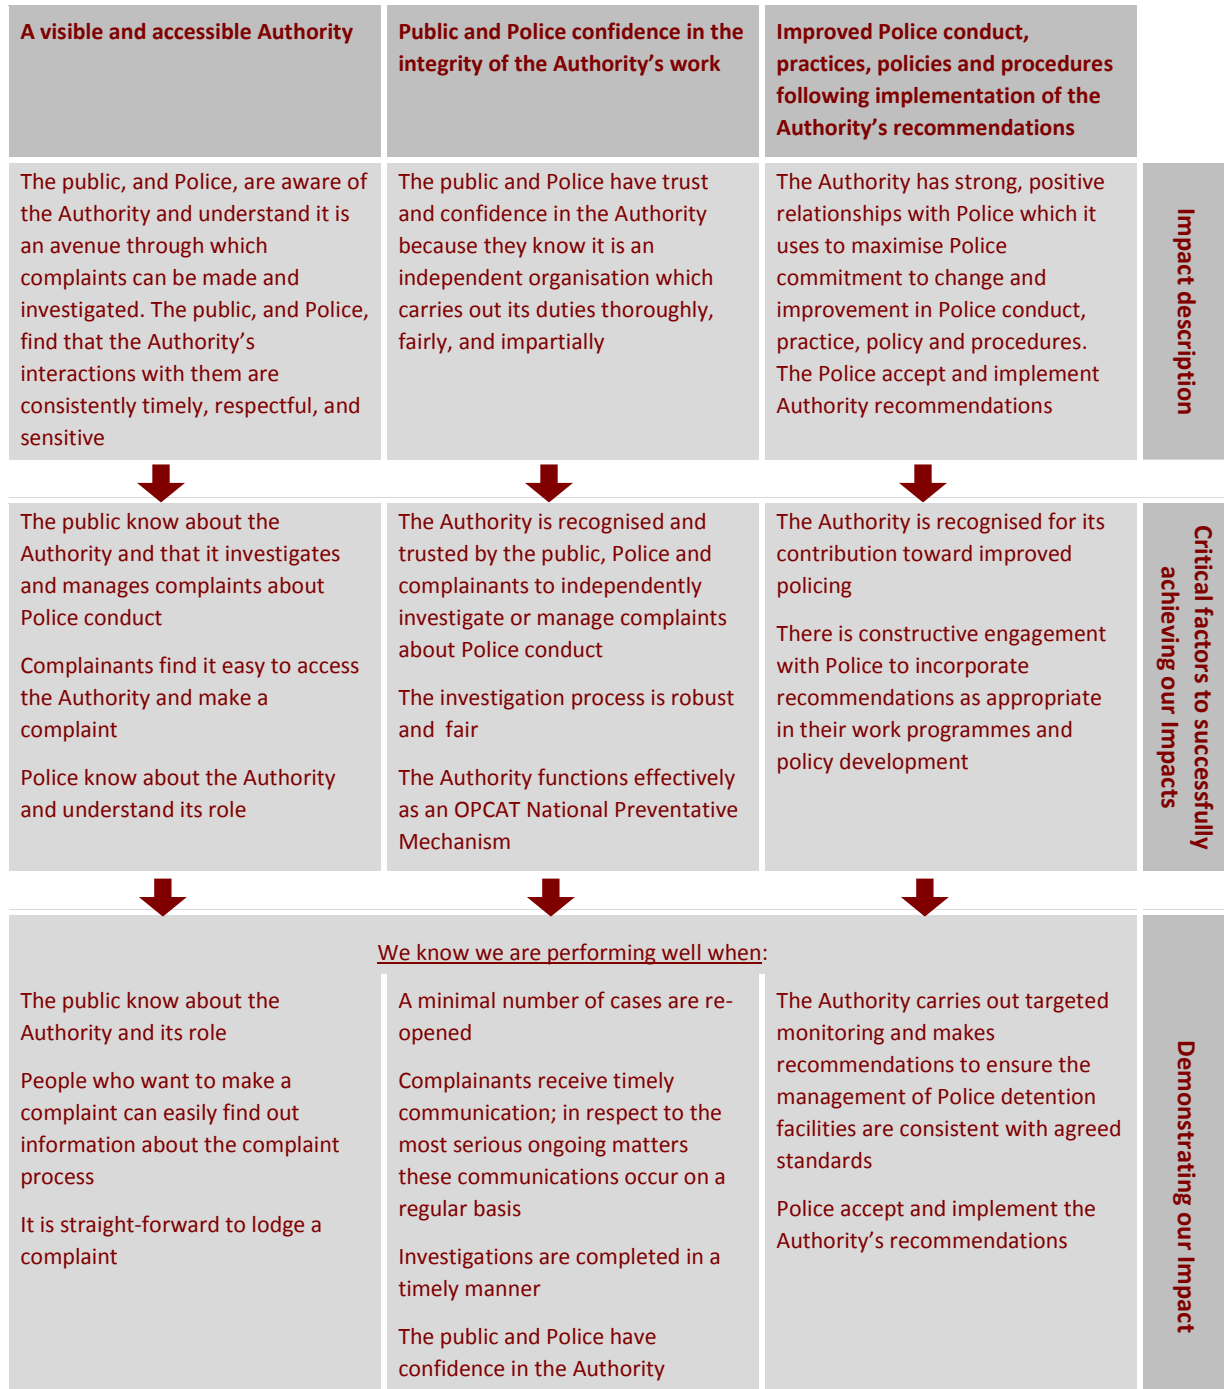 A visible and accessible Authority
Public and Police confidence in the
integrity of the Authority’s work
Improved Police conduct,
practices, policies and procedures
following implementation of the
Authority’s recommendations
The public, and Police, are aware of
the Authority and understand it is
an avenue through which
complaints can be made and
investigated. The public, and Police,
find that the Authority’s
interactions with them are
consistently timely, respectful, and
sensitive
The public and Police have trust
and confidence in the Authority
because they know it is an
independent organisation which
carries out its duties thoroughly,
fairly, and impartially
The Authority has strong, positive
relationships with Police which it
uses to maximise Police
commitment to change and
improvement in Police conduct,
practice, policy and procedures.
The Police accept and implement
Authority recommendations
Impact description
The public know about the
Authority and that it investigates
and manages complaints about
Police conduct
Complainants find it easy to access
the Authority and make a
complaint
Police know about the Authority
and understand its role
The Authority is recognised and
trusted by the public, Police and
complainants to independently
investigate or manage complaints
about Police conduct
The investigation process is robust
and  fair
The Authority functions effectively
as an OPCAT National Preventative
Mechanism
The Authority is recognised for its
contribution toward improved
policing
There is constructive engagement
with Police to incorporate
recommendations as appropriate
in their work programmes and
policy development
Critical factors to successfully
achieving our Impacts
We know we are performing well when:
The public know about the
Authority and its role
People who want to make a
complaint can easily find out
information about the complaint
process
It is straight-forward to lodge a
complaint
A minimal number of cases are re-
opened
Complainants receive timely
communication; in respect to the
most serious ongoing matters
these communications occur on a
regular basis
Investigations are completed in a
timely manner
The public and Police have
confidence in the Authority
The Authority carries out targeted
monitoring and makes
recommendations to ensure the
management of Police detention
facilities are consistent with agreed
standards
Police accept and implement the
Authority’s recommendations
Demonstrating our Impact